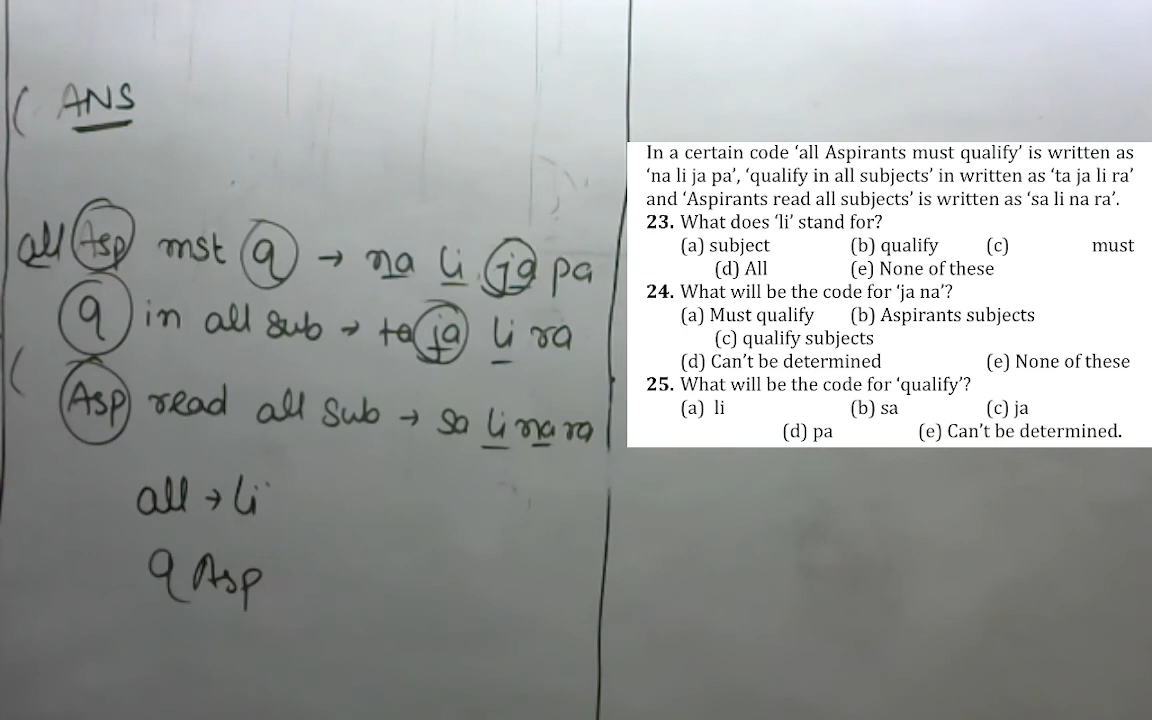 ANS
all Asp mst q → na li ja pa
q in all sub → ta ja li ra
Asp read all sub → sa li na ra
all → li
q Asp
In a certain code ‘all Aspirants must qualify’ is written as
‘na li ja pa’, ‘qualify in all subjects’ in written as ‘ta ja li ra’
and ‘Aspirants read all subjects’ is written as ‘sa li na ra’.
23. What does ‘li’ stand for?
(a) subject (b) qualify (c) must
(d) All (e) None of these
24. What will be the code for ‘ja na’?
(a) Must qualify (b) Aspirants subjects
(c) qualify subjects
(d) Can’t be determined (e) None of these
25. What will be the code for ‘qualify’?
(a) li (b) sa (c) ja
(d) pa (e) Can’t be determined.